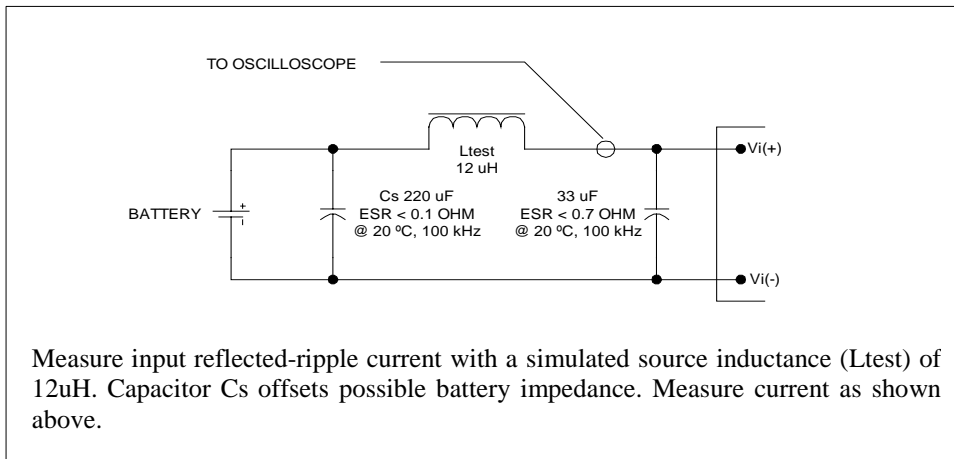 TO OSCILLOSCOPE
Ltest
12 uH
Vi(+)
Cs 220 uF
ESR < 0.1 OHM
@ 20 ºC, 100 kHz
33 uF
ESR < 0.7 OHM
@ 20 ºC, 100 kHz
BATTERY
+
Vi(-)
Measure input reflected-ripple current with a simulated source inductance (Ltest) of
12uH. Capacitor Cs offsets possible battery impedance. Measure current as shown
above.